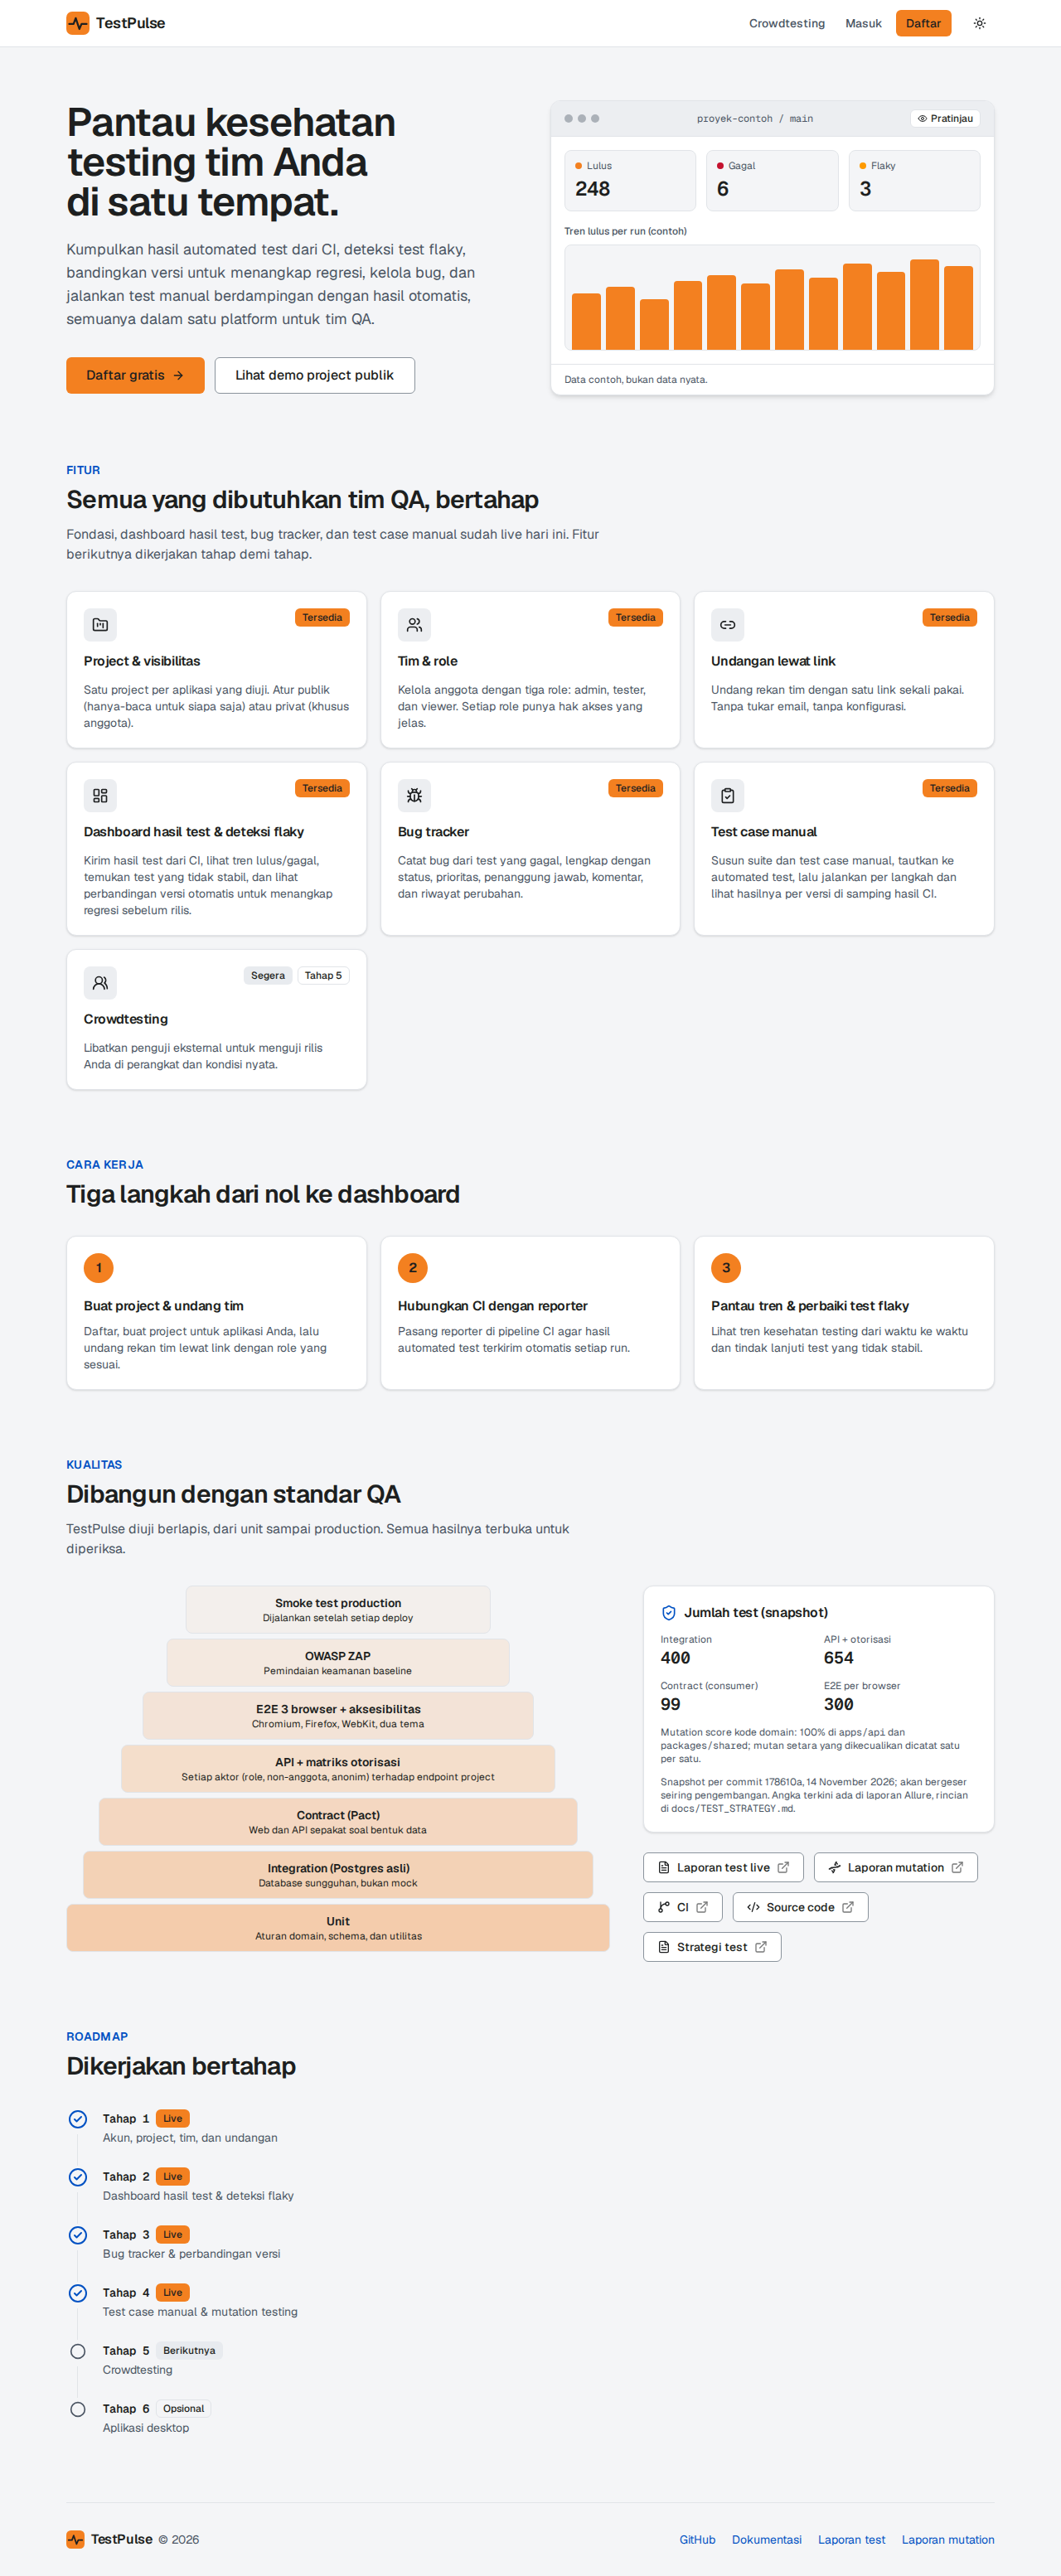 TestPulse
Crowdtesting
Masuk
Daftar
Pantau kesehatan
testing tim Anda
di satu tempat.
Kumpulkan hasil automated test dari CI, deteksi test flaky,
bandingkan versi untuk menangkap regresi, kelola bug, dan
jalankan test manual berdampingan dengan hasil otomatis,
semuanya dalam satu platform untuk tim QA.
Daftar gratis →
Lihat demo project publik
proyek-contoh / main
Pratinjau
Lulus
248
Gagal
6
Flaky
3
Tren lulus per run (contoh)
Data contoh, bukan data nyata.
FITUR
Semua yang dibutuhkan tim QA, bertahap
Fondasi, dashboard hasil test, bug tracker, dan test case manual sudah live hari ini. Fitur
berikutnya dikerjakan tahap demi tahap.
Tersedia
Project & visibilitas
Satu project per aplikasi yang diuji. Atur publik
(hanya-baca untuk siapa saja) atau privat (khusus
anggota).
Tersedia
Tim & role
Kelola anggota dengan tiga role: admin, tester,
dan viewer. Setiap role punya hak akses yang
jelas.
Tersedia
Undangan lewat link
Undang rekan tim dengan satu link sekali pakai.
Tanpa tukar email, tanpa konfigurasi.
Tersedia
Dashboard hasil test & deteksi flaky
Kirim hasil test dari CI, lihat tren lulus/gagal,
temukan test yang tidak stabil, dan lihat
perbandingan versi otomatis untuk menangkap
regresi sebelum rilis.
Tersedia
Bug tracker
Catat bug dari test yang gagal, lengkap dengan
status, prioritas, penanggung jawab, komentar,
dan riwayat perubahan.
Tersedia
Test case manual
Susun suite dan test case manual, tautkan ke
automated test, lalu jalankan per langkah dan
lihat hasilnya per versi di samping hasil CI.
Segera
Tahap 5
Crowdtesting
Libatkan penguji eksternal untuk menguji rilis
Anda di perangkat dan kondisi nyata.
CARA KERJA
Tiga langkah dari nol ke dashboard
1
Buat project & undang tim
Daftar, buat project untuk aplikasi Anda, lalu
undang rekan tim lewat link dengan role yang
sesuai.
2
Hubungkan CI dengan reporter
Pasang reporter di pipeline CI agar hasil
automated test terkirim otomatis setiap run.
3
Pantau tren & perbaiki test flaky
Lihat tren kesehatan testing dari waktu ke waktu
dan tindak lanjuti test yang tidak stabil.
KUALITAS
Dibangun dengan standar QA
TestPulse diuji berlapis, dari unit sampai production. Semua hasilnya terbuka untuk
diperiksa.
Smoke test production
Dijalankan setelah setiap deploy
OWASP ZAP
Pemindaian keamanan baseline
E2E 3 browser + aksesibilitas
Chromium, Firefox, WebKit, dua tema
API + matriks otorisasi
Setiap aktor (role, non-anggota, anonim) terhadap endpoint project
Contract (Pact)
Web dan API sepakat soal bentuk data
Integration (Postgres asli)
Database sungguhan, bukan mock
Unit
Aturan domain, schema, dan utilitas
Jumlah test (snapshot)
Integration
400
API + otorisasi
654
Contract (consumer)
99
E2E per browser
300
Mutation score kode domain: 100% di apps/api dan
packages/shared; mutan setara yang dikecualikan dicatat satu
per satu.
Snapshot per commit 178610a, 14 November 2026; akan bergeser
seiring pengembangan. Angka terkini ada di laporan Allure, rincian
di docs/TEST_STRATEGY.md.
Laporan test live
Laporan mutation
CI
Source code
Strategi test
ROADMAP
Dikerjakan bertahap
Tahap 1 Live
Akun, project, tim, dan undangan
Tahap 2 Live
Dashboard hasil test & deteksi flaky
Tahap 3 Live
Bug tracker & perbandingan versi
Tahap 4 Live
Test case manual & mutation testing
Tahap 5 Berikutnya
Crowdtesting
Tahap 6 Opsional
Aplikasi desktop
TestPulse © 2026
GitHub
Dokumentasi
Laporan test
Laporan mutation